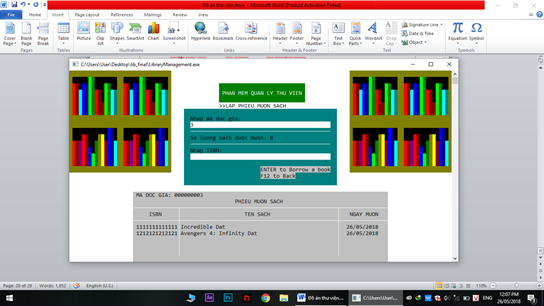 Đồ án thư viên.docx - Microsoft Word (Product Activation Failed)
File Home Insert Page Layout References Mailings Review View
Cover Page Blank Page Page Break Table Picture Clip Art Shapes SmartArt Chart Screenshot Hyperlink Bookmark Cross-reference Header Footer Page Number Text Box Quick Parts WordArt Drop Cap Signature Line Date & Time Object Equation Symbol
Pages Tables Illustrations Links Header & Footer Text Symbols
C:\Users\User\Desktop\lib_final\LibraryManagement.exe
PHAN MEM QUAN LY THU VIEN
>>LAP PHIEU MUON SACH
Nhap ma doc gia:
3
So luong sach duoc muon: 0
Nhap ISBN:
ENTER to Borrow a book
F12 to Back
MA DOC GIA: 000000003
PHIEU MUON SACH
ISBN TEN SACH NGAY MUON
1111111111111 Incredible Dat 26/05/2018
1212121212121 Avengers 4: Infinity Dat 26/05/2018
Page: 28 of 29 Words: 1,852 English (U.S.) 110%
Đồ án thư viên.... C:\Users\User\... ENG 12:07 PM
26/05/2018